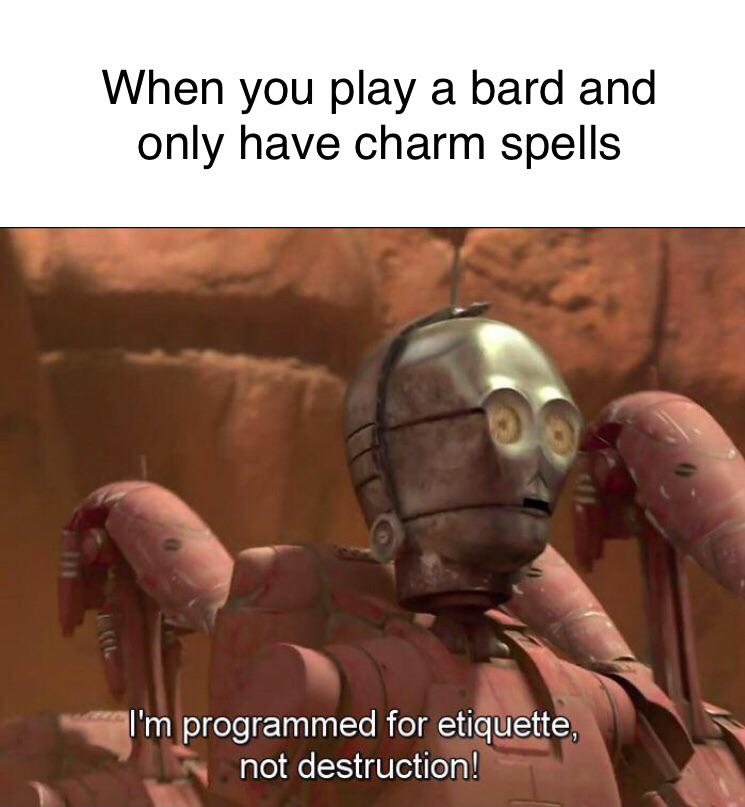 When you play a bard and
only have charm spells
I'm programmed for etiquette,
not destruction!